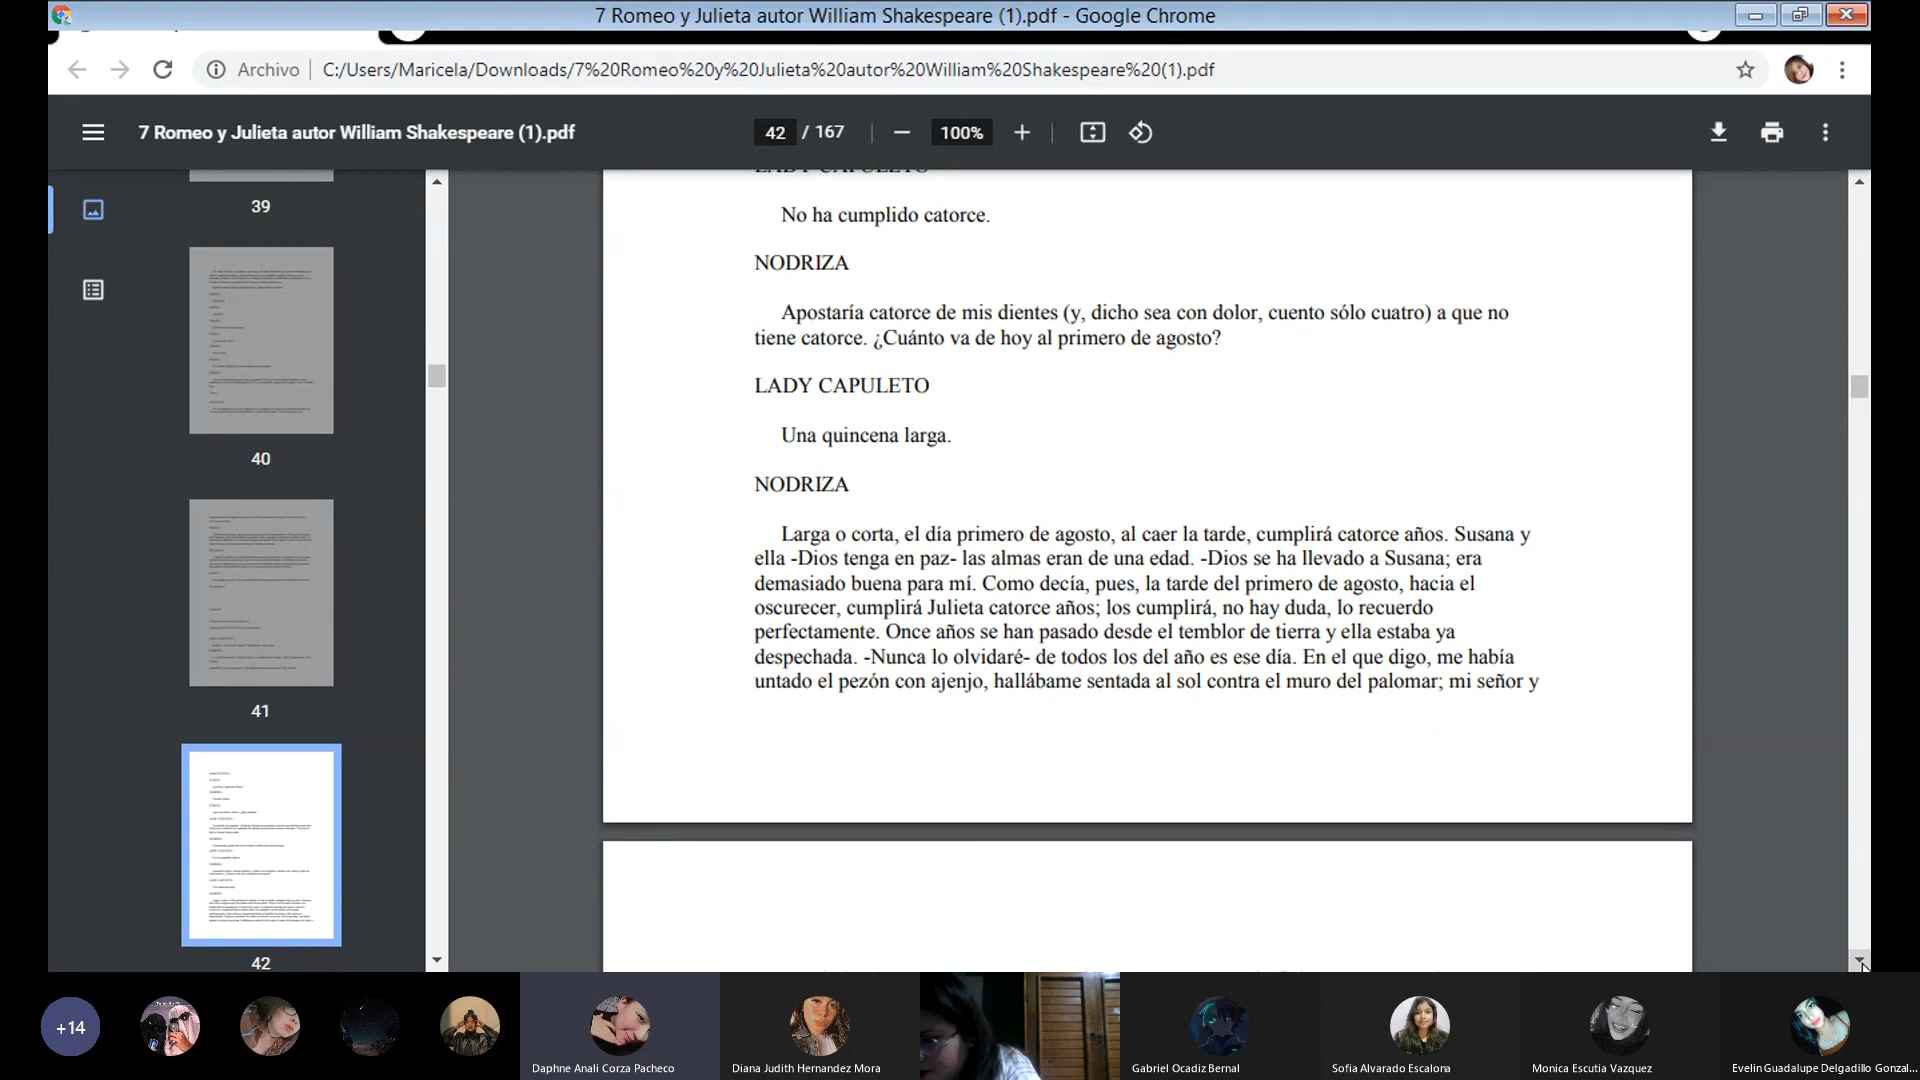 7 Romeo y Julieta autor William Shakespeare (1).pdf - Google Chrome
Archivo C:/Users/Maricela/Downloads/7%20Romeo%20y%20Julieta%20autor%20William%20Shakespeare%20(1).pdf
7 Romeo y Julieta autor William Shakespeare (1).pdf
42 / 167
100%
39
40
41
42
LADY CAPULETO
No ha cumplido catorce.
NODRIZA
Apostaría catorce de mis dientes (y, dicho sea con dolor, cuento sólo cuatro) a que no
tiene catorce. ¿Cuánto va de hoy al primero de agosto?
LADY CAPULETO
Una quincena larga.
NODRIZA
Larga o corta, el día primero de agosto, al caer la tarde, cumplirá catorce años. Susana y
ella -Dios tenga en paz- las almas eran de una edad. -Dios se ha llevado a Susana; era
demasiado buena para mí. Como decía, pues, la tarde del primero de agosto, hacia el
oscurecer, cumplirá Julieta catorce años; los cumplirá, no hay duda, lo recuerdo
perfectamente. Once años se han pasado desde el temblor de tierra y ella estaba ya
despechada. -Nunca lo olvidaré- de todos los del año es ese día. En el que digo, me había
untado el pezón con ajenjo, hallábame sentada al sol contra el muro del palomar; mi señor y
+14
Daphne Anali Corza Pacheco
Diana Judith Hernandez Mora
Gabriel Ocadiz Bernal
Sofia Alvarado Escalona
Monica Escutia Vazquez
Evelin Guadalupe Delgadillo Gonzal...